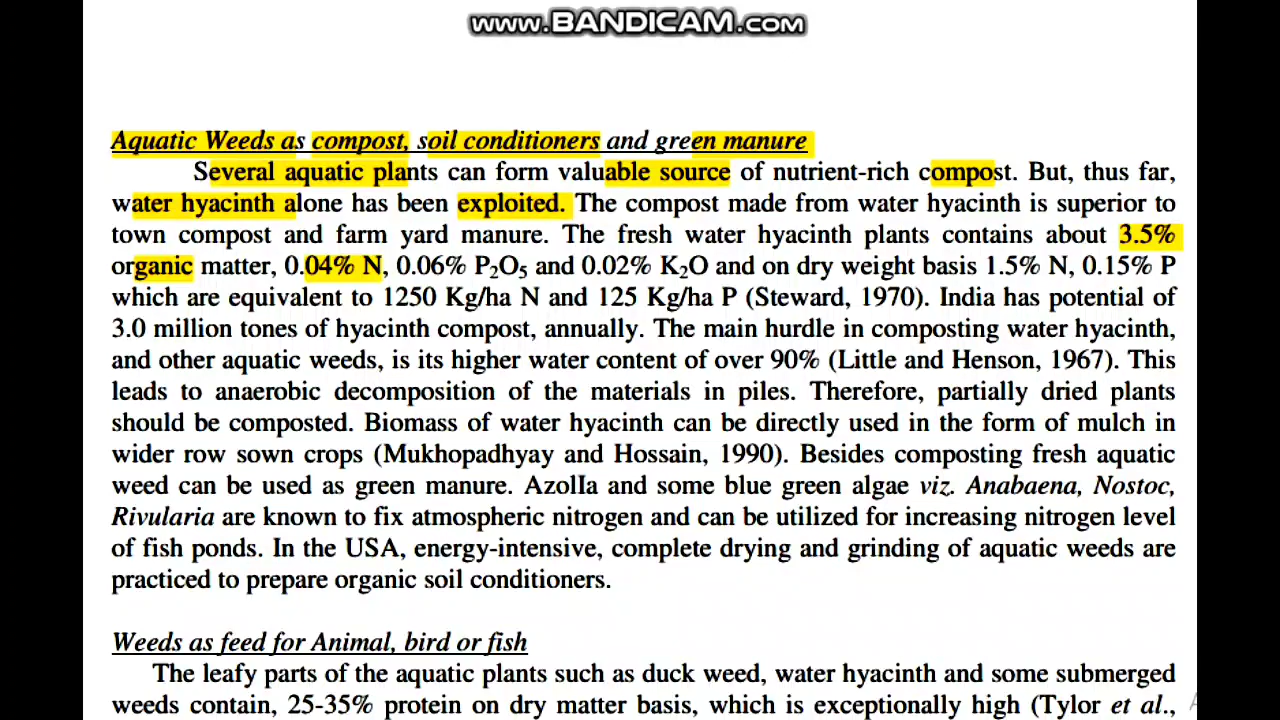 www.BANDICAM.com
Aquatic Weeds as compost, soil conditioners and green manure
Several aquatic plants can form valuable source of nutrient-rich compost. But, thus far,
water hyacinth alone has been exploited. The compost made from water hyacinth is superior to
town compost and farm yard manure. The fresh water hyacinth plants contains about 3.5%
organic matter, 0.04% N, 0.06% P₂O₅ and 0.02% K₂O and on dry weight basis 1.5% N, 0.15% P
which are equivalent to 1250 Kg/ha N and 125 Kg/ha P (Steward, 1970). India has potential of
3.0 million tones of hyacinth compost, annually. The main hurdle in composting water hyacinth,
and other aquatic weeds, is its higher water content of over 90% (Little and Henson, 1967). This
leads to anaerobic decomposition of the materials in piles. Therefore, partially dried plants
should be composted. Biomass of water hyacinth can be directly used in the form of mulch in
wider row sown crops (Mukhopadhyay and Hossain, 1990). Besides composting fresh aquatic
weed can be used as green manure. AzolIa and some blue green algae viz. Anabaena, Nostoc,
Rivularia are known to fix atmospheric nitrogen and can be utilized for increasing nitrogen level
of fish ponds. In the USA, energy-intensive, complete drying and grinding of aquatic weeds are
practiced to prepare organic soil conditioners.
Weeds as feed for Animal, bird or fish
The leafy parts of the aquatic plants such as duck weed, water hyacinth and some submerged
weeds contain, 25-35% protein on dry matter basis, which is exceptionally high (Tylor et al.,